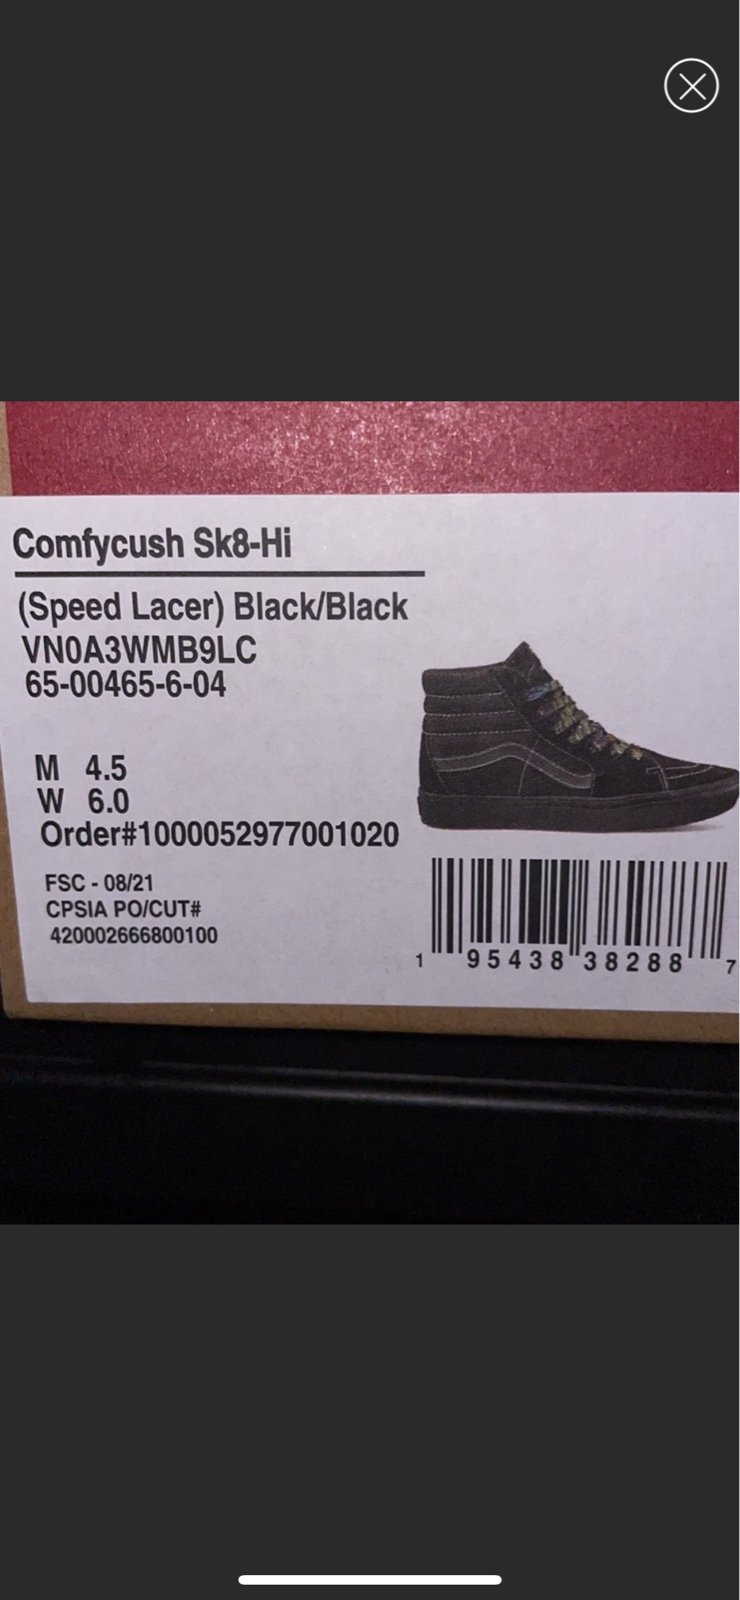 Comfycush Sk8-Hi
(Speed Lacer) Black/Black
VN0A3WMB9LC
65-00465-6-04
M 4.5
W 6.0
Order#1000052977001020
FSC - 08/21
CPSIA PO/CUT#
420002666800100
1 95438 38288 7